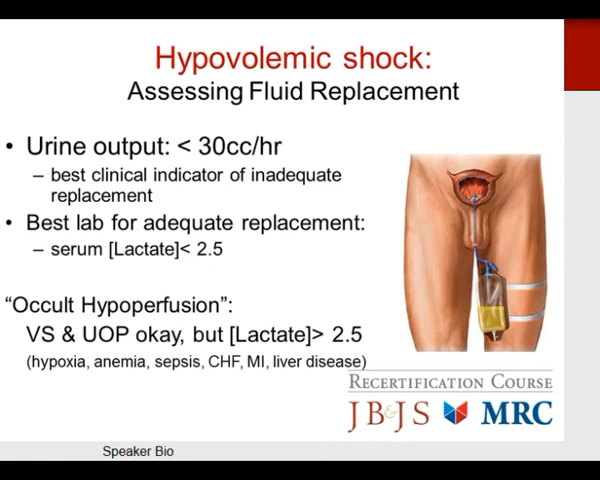 Hypovolemic shock:
Assessing Fluid Replacement
• Urine output: < 30cc/hr
– best clinical indicator of inadequate
replacement
• Best lab for adequate replacement:
– serum [Lactate]< 2.5
“Occult Hypoperfusion”:
VS & UOP okay, but [Lactate]> 2.5
(hypoxia, anemia, sepsis, CHF, MI, liver disease)
RECERTIFICATION COURSE
JB&JS MRC
Speaker Bio